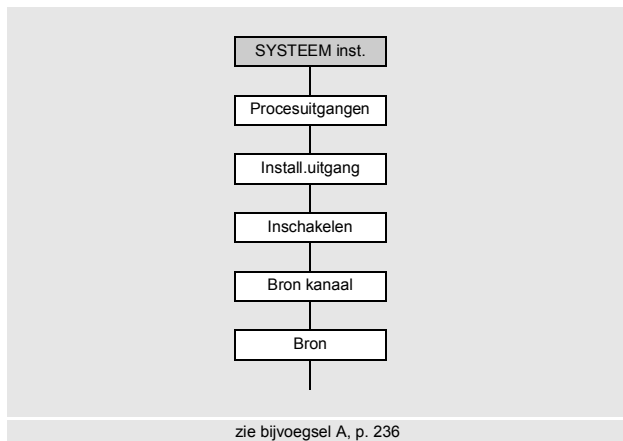 SYSTEEM inst.
Procesuitgangen
Install.uitgang
Inschakelen
Bron kanaal
Bron
zie bijvoegsel A, p. 236